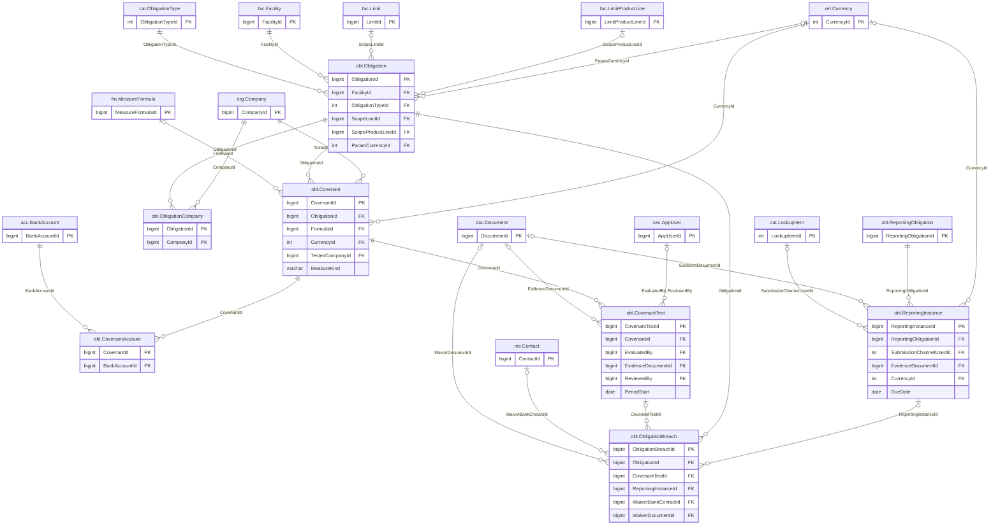 cat.ObligationType
int ObligationTypeId PK
fac.Facility
bigint FacilityId PK
fac.Limit
bigint LimitId PK
fac.LimitProductLine
bigint LimitProductLineId PK
ref.Currency
int CurrencyId PK
ObligationTypeId
FacilityId
ScopeLimitId
ScopeProductLineId
ParamCurrencyId
obl.Obligation
bigint ObligationId PK
bigint FacilityId FK
int ObligationTypeId FK
bigint ScopeLimitId FK
bigint ScopeProductLineId FK
int ParamCurrencyId FK
fin.MeasureFormula
bigint MeasureFormulaId PK
org.Company
bigint CompanyId PK
CurrencyId
ObligationId
FormulaId
ObligationId
CompanyId
CurrencyId
obl.Covenant
bigint CovenantId PK
bigint ObligationId FK
bigint FormulaId FK
int CurrencyId FK
bigint TestedCompanyId FK
varchar MeasureKind
obl.ObligationCompany
bigint ObligationId PK
bigint CompanyId PK
acc.BankAccount
bigint BankAccountId PK
doc.Document
bigint DocumentId PK
sec.AppUser
bigint AppUserId PK
cat.LookupItem
int LookupItemId PK
obl.ReportingObligation
bigint ReportingObligationId PK
BankAccountId
CovenantId
CovenantId
EvidenceDocumentId
EvaluatedBy, ReviewedBy
EvidenceDocumentId
ObligationId
SubmissionChannelUsedId
ReportingObligationId
obl.CovenantAccount
bigint CovenantId PK
bigint BankAccountId PK
obl.CovenantTest
bigint CovenantTestId PK
bigint CovenantId FK
bigint EvaluatedBy FK
bigint EvidenceDocumentId FK
bigint ReviewedBy FK
date PeriodStart
obl.ReportingInstance
bigint ReportingInstanceId PK
bigint ReportingObligationId FK
int SubmissionChannelUsedId FK
bigint EvidenceDocumentId FK
int CurrencyId FK
date DueDate
ins.Contact
bigint ContactId PK
WaiverDocumentId
WaiverBankContactId
CovenantTestId
ReportingInstanceId
obl.ObligationBreach
bigint ObligationBreachId PK
bigint ObligationId FK
bigint CovenantTestId FK
bigint ReportingInstanceId FK
bigint WaiverBankContactId FK
bigint WaiverDocumentId FK